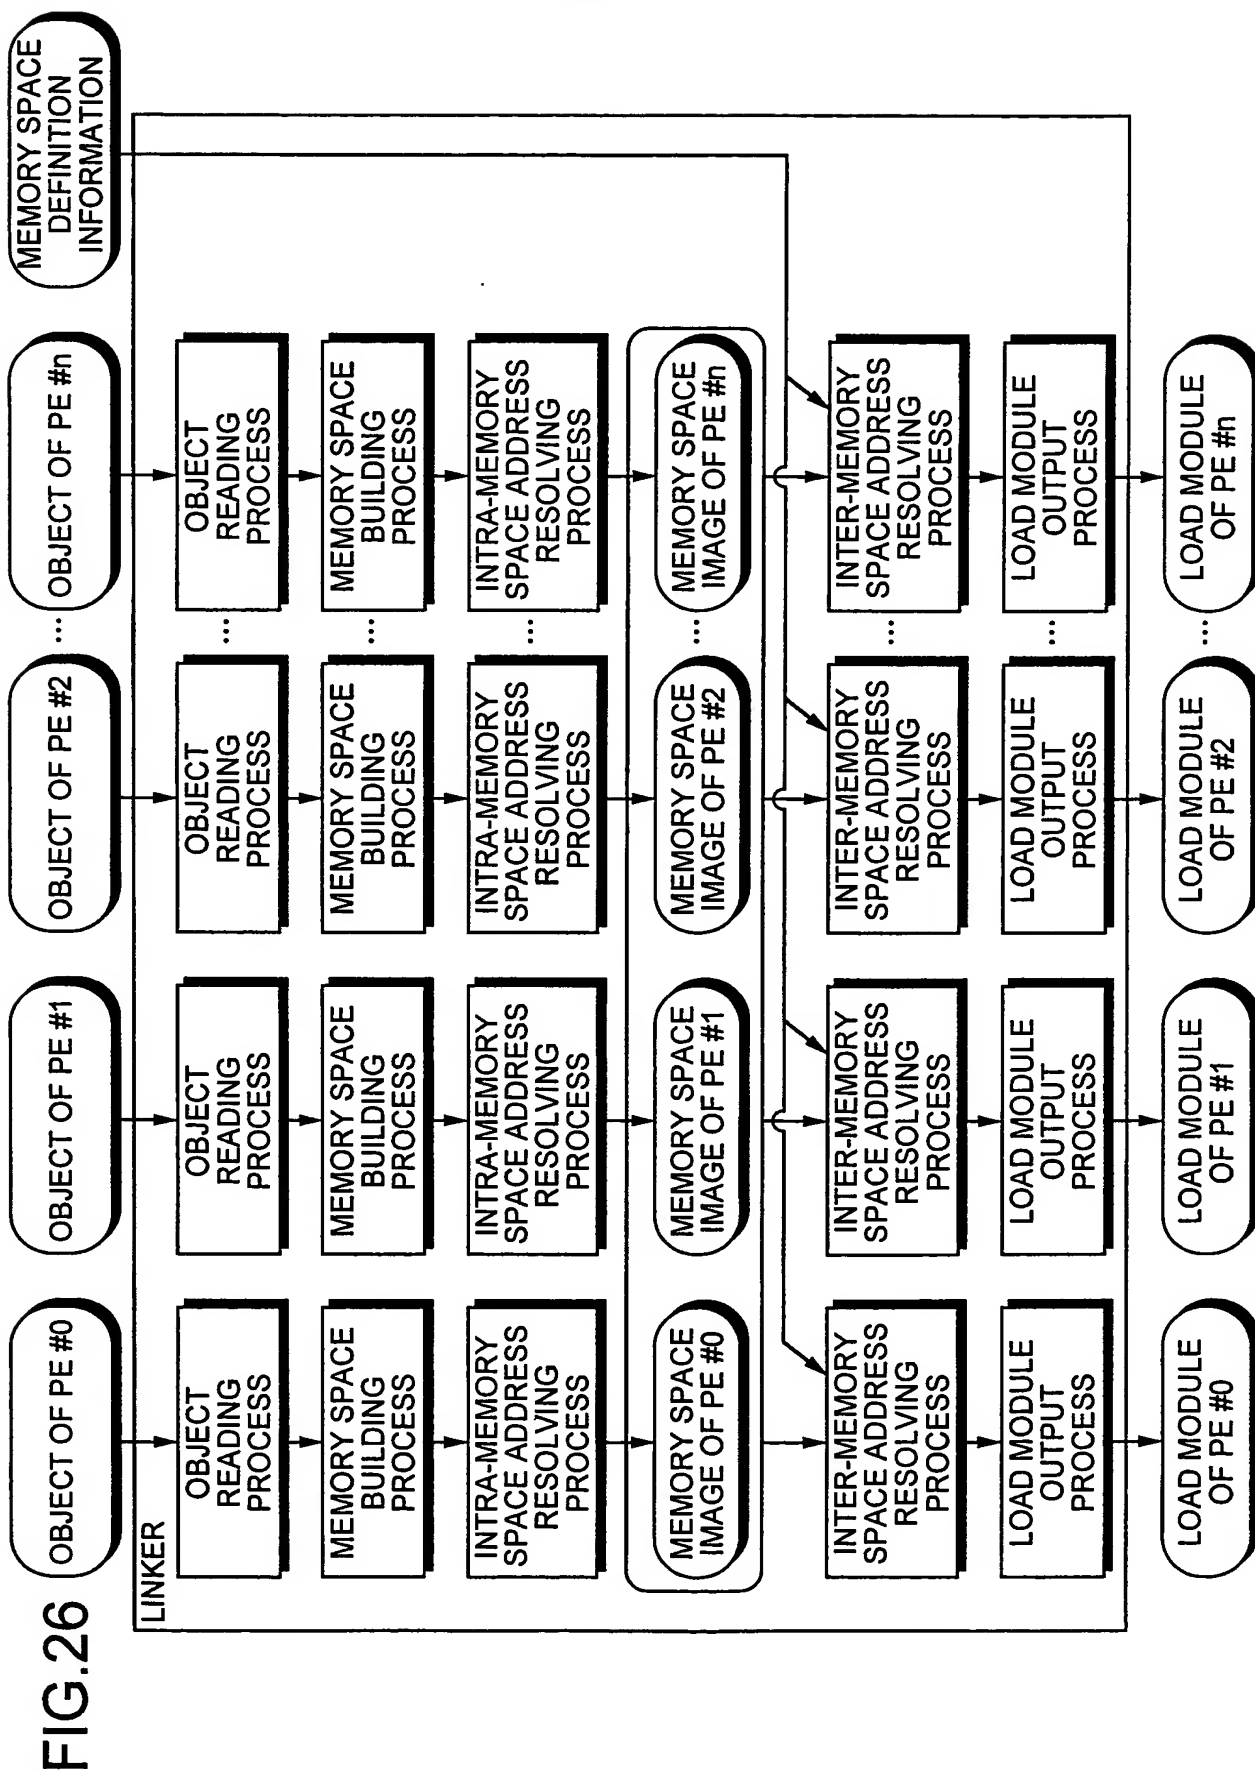 FIG.26
OBJECT OF PE #0
OBJECT OF PE #1
OBJECT OF PE #2
...
OBJECT OF PE #n
MEMORY SPACE
DEFINITION
INFORMATION
LINKER
OBJECT
READING
PROCESS
OBJECT
READING
PROCESS
OBJECT
READING
PROCESS
...
OBJECT
READING
PROCESS
MEMORY SPACE
BUILDING
PROCESS
MEMORY SPACE
BUILDING
PROCESS
MEMORY SPACE
BUILDING
PROCESS
...
MEMORY SPACE
BUILDING
PROCESS
INTRA-MEMORY
SPACE ADDRESS
RESOLVING
PROCESS
INTRA-MEMORY
SPACE ADDRESS
RESOLVING
PROCESS
INTRA-MEMORY
SPACE ADDRESS
RESOLVING
PROCESS
...
INTRA-MEMORY
SPACE ADDRESS
RESOLVING
PROCESS
MEMORY SPACE
IMAGE OF PE #0
MEMORY SPACE
IMAGE OF PE #1
MEMORY SPACE
IMAGE OF PE #2
...
MEMORY SPACE
IMAGE OF PE #n
INTER-MEMORY
SPACE ADDRESS
RESOLVING
PROCESS
INTER-MEMORY
SPACE ADDRESS
RESOLVING
PROCESS
INTER-MEMORY
SPACE ADDRESS
RESOLVING
PROCESS
...
INTER-MEMORY
SPACE ADDRESS
RESOLVING
PROCESS
LOAD MODULE
OUTPUT
PROCESS
LOAD MODULE
OUTPUT
PROCESS
LOAD MODULE
OUTPUT
PROCESS
...
LOAD MODULE
OUTPUT
PROCESS
LOAD MODULE
OF PE #0
LOAD MODULE
OF PE #1
LOAD MODULE
OF PE #2
...
LOAD MODULE
OF PE #n